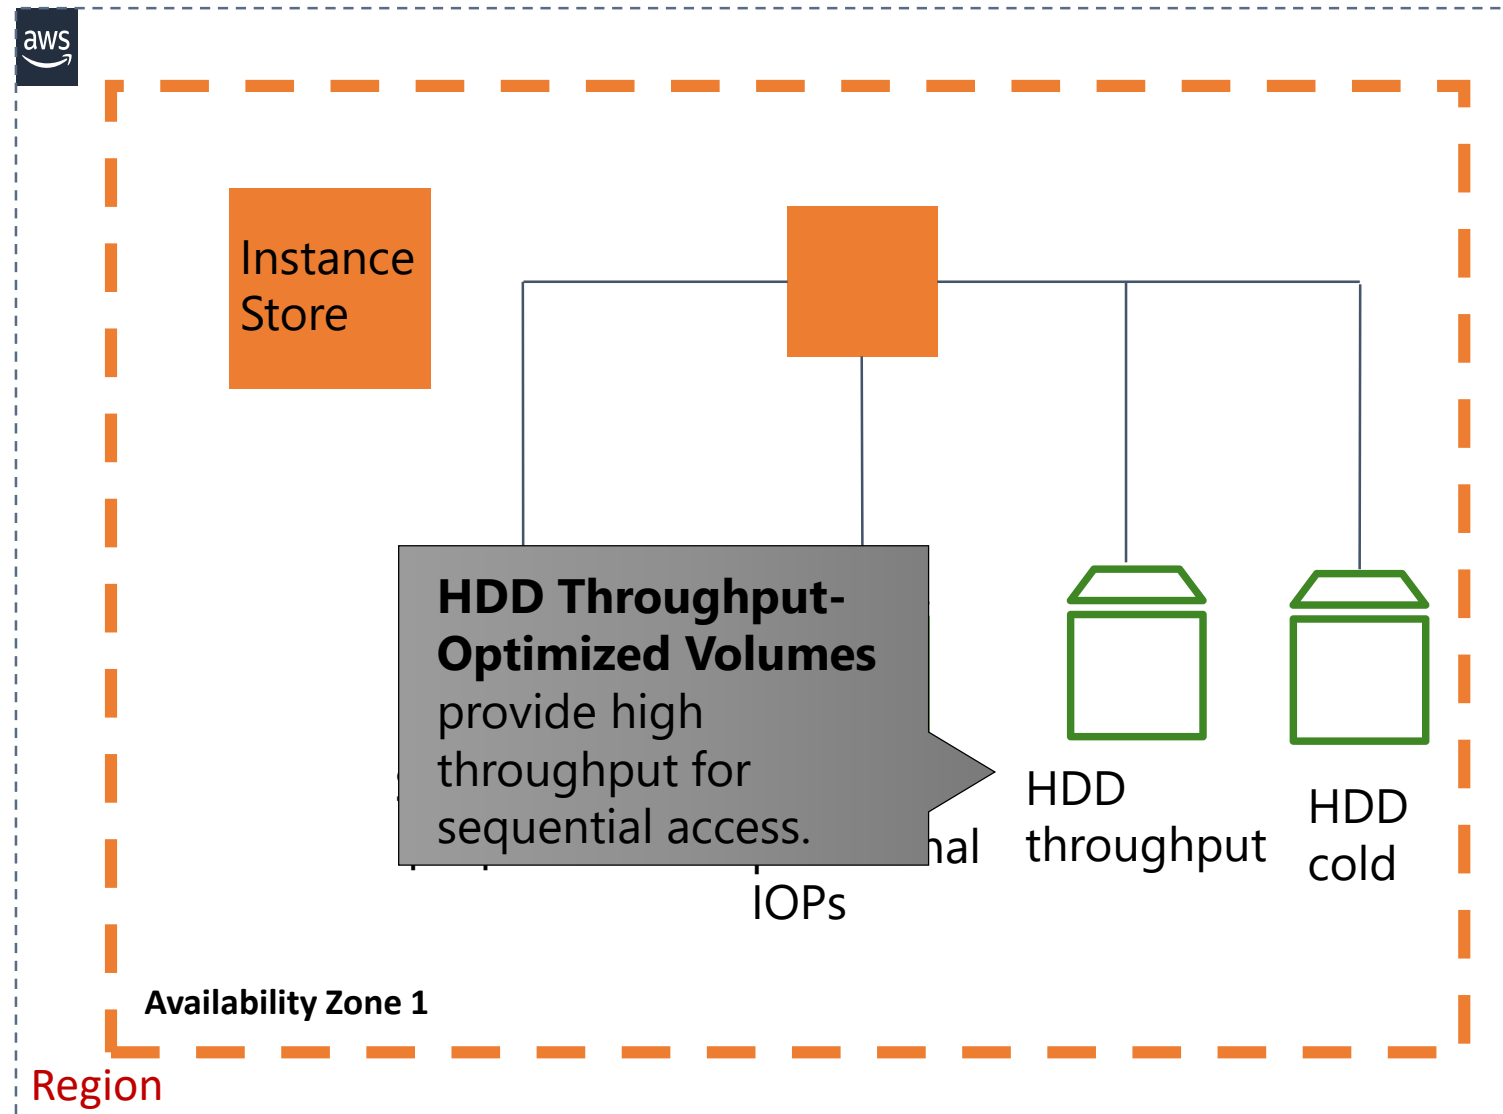 aws
Instance
Store
HDD Throughput-
Optimized Volumes
provide high
throughput for
sequential access.
IOPs
HDD
throughput
HDD
cold
Availability Zone 1
Region